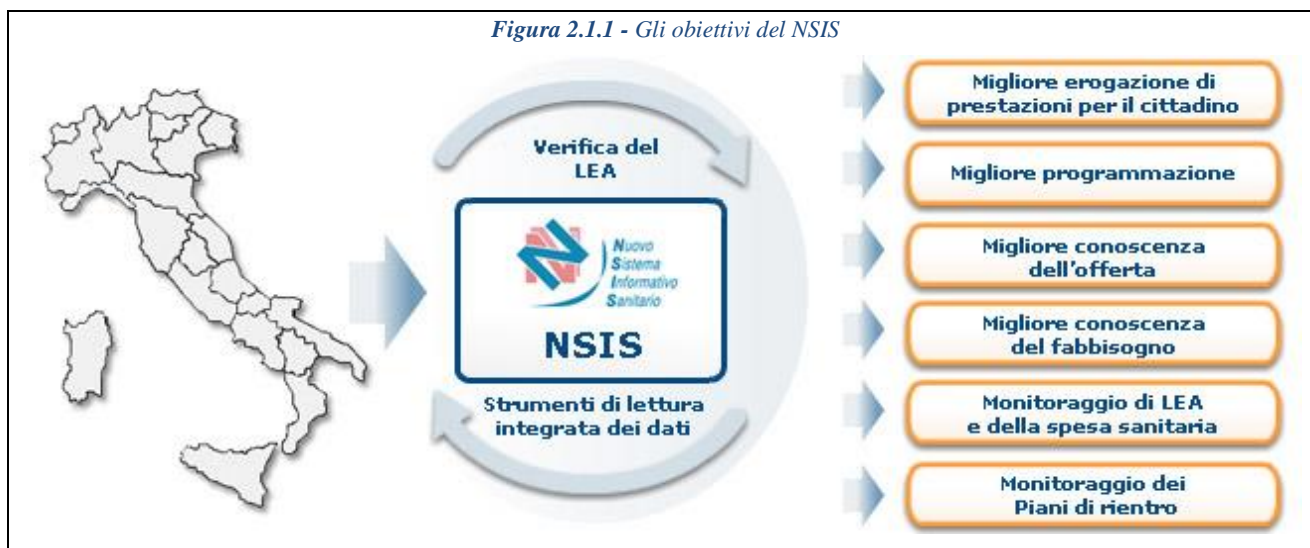 Figura 2.1.1 - Gli obiettivi del NSIS
Verifica del
LEA
Nuovo
Sistema
Informativo
Sanitario
NSIS
Strumenti di lettura
integrata dei dati
Migliore erogazione di
prestazioni per il cittadino
Migliore programmazione
Migliore conoscenza
dell'offerta
Migliore conoscenza
del fabbisogno
Monitoraggio di LEA
e della spesa sanitaria
Monitoraggio dei
Piani di rientro